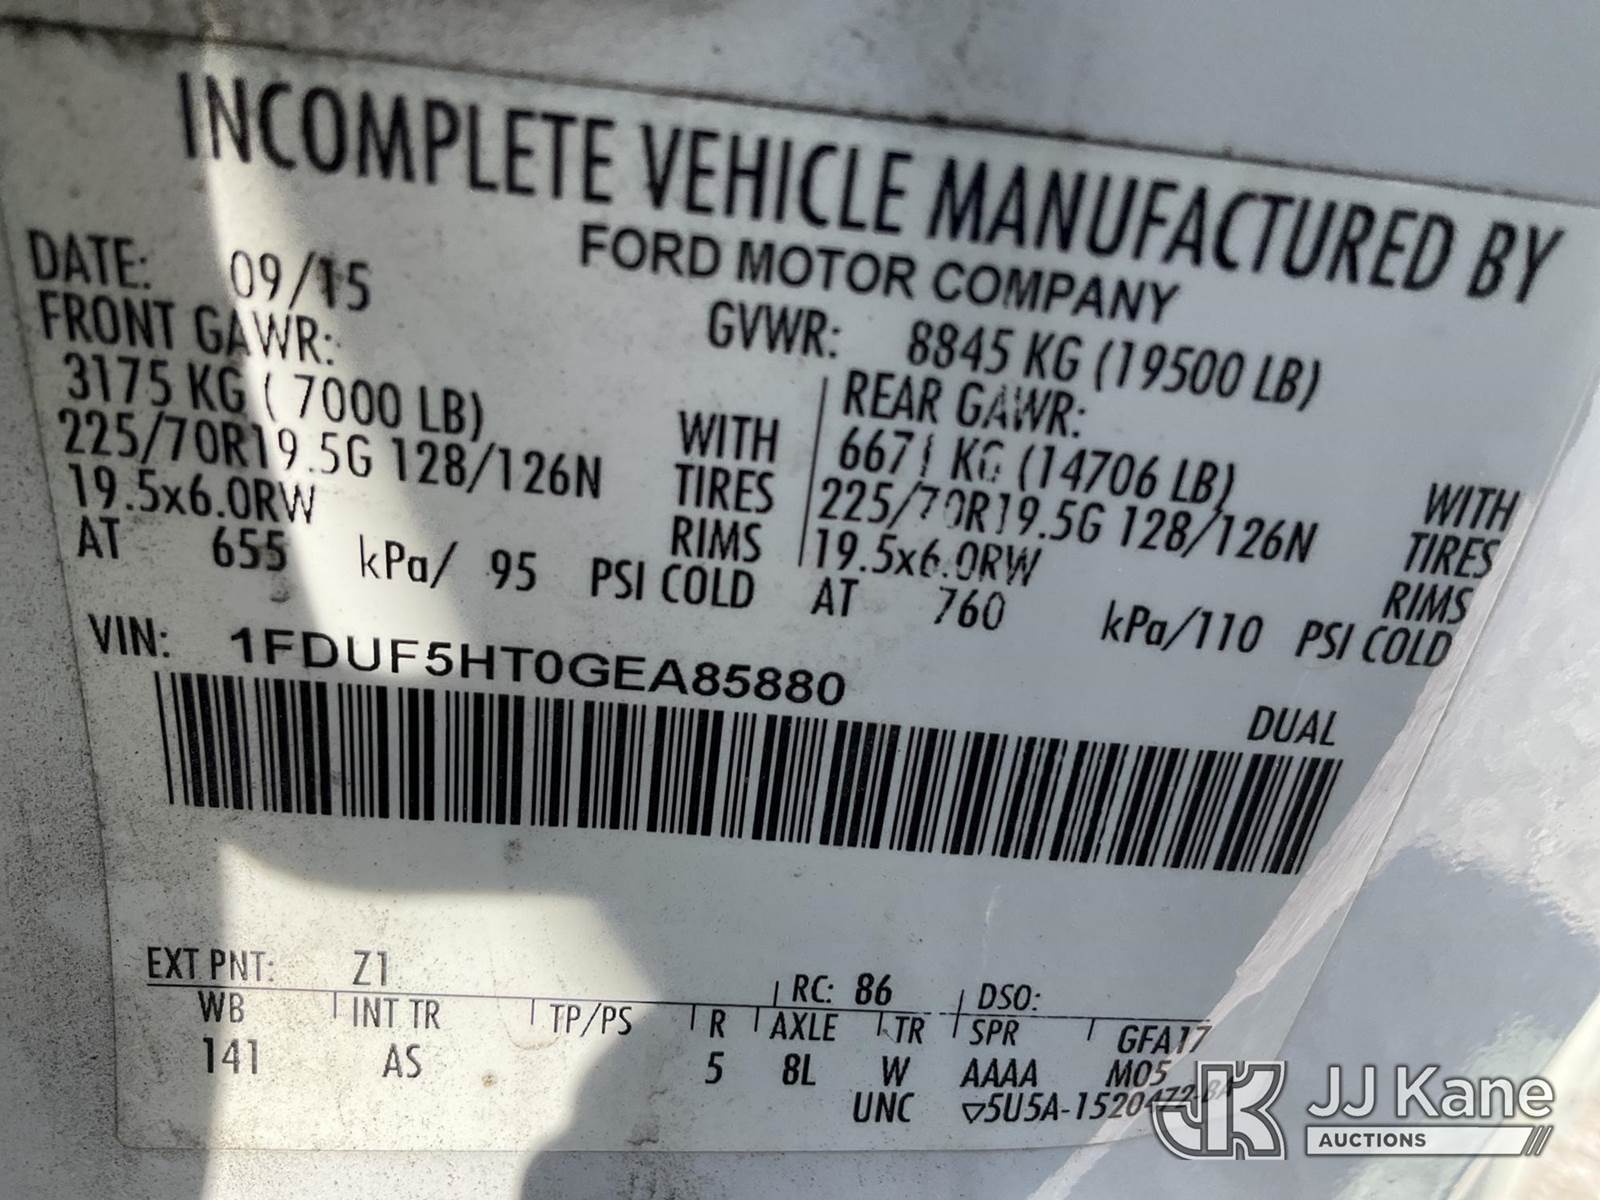 INCOMPLETE VEHICLE MANUFACTURED BY
FORD MOTOR COMPANY
DATE: 09/15 GVWR: 8845 KG (19500 LB)
FRONT GAWR: REAR GAWR:
3175 KG ( 7000 LB) WITH 6671 KG (14706 LB) WITH
225/70R19.5G 128/126N TIRES 225/70R19.5G 128/126N TIRES
19.5x6.0RW RIMS 19.5x6.0RW RIMS
AT 655 kPa/ 95 PSI COLD AT 760 kPa/110 PSI COLD
VIN: 1FDUF5HT0GEA85880
DUAL
EXT PNT: Z1 RC: 86 DSO:
WB INT TR TP/PS R AXLE TR SPR GFA17
141 AS 5 8L W AAAA M05
UNC ▽5U5A-1520472-BA
JK JJ Kane
AUCTIONS